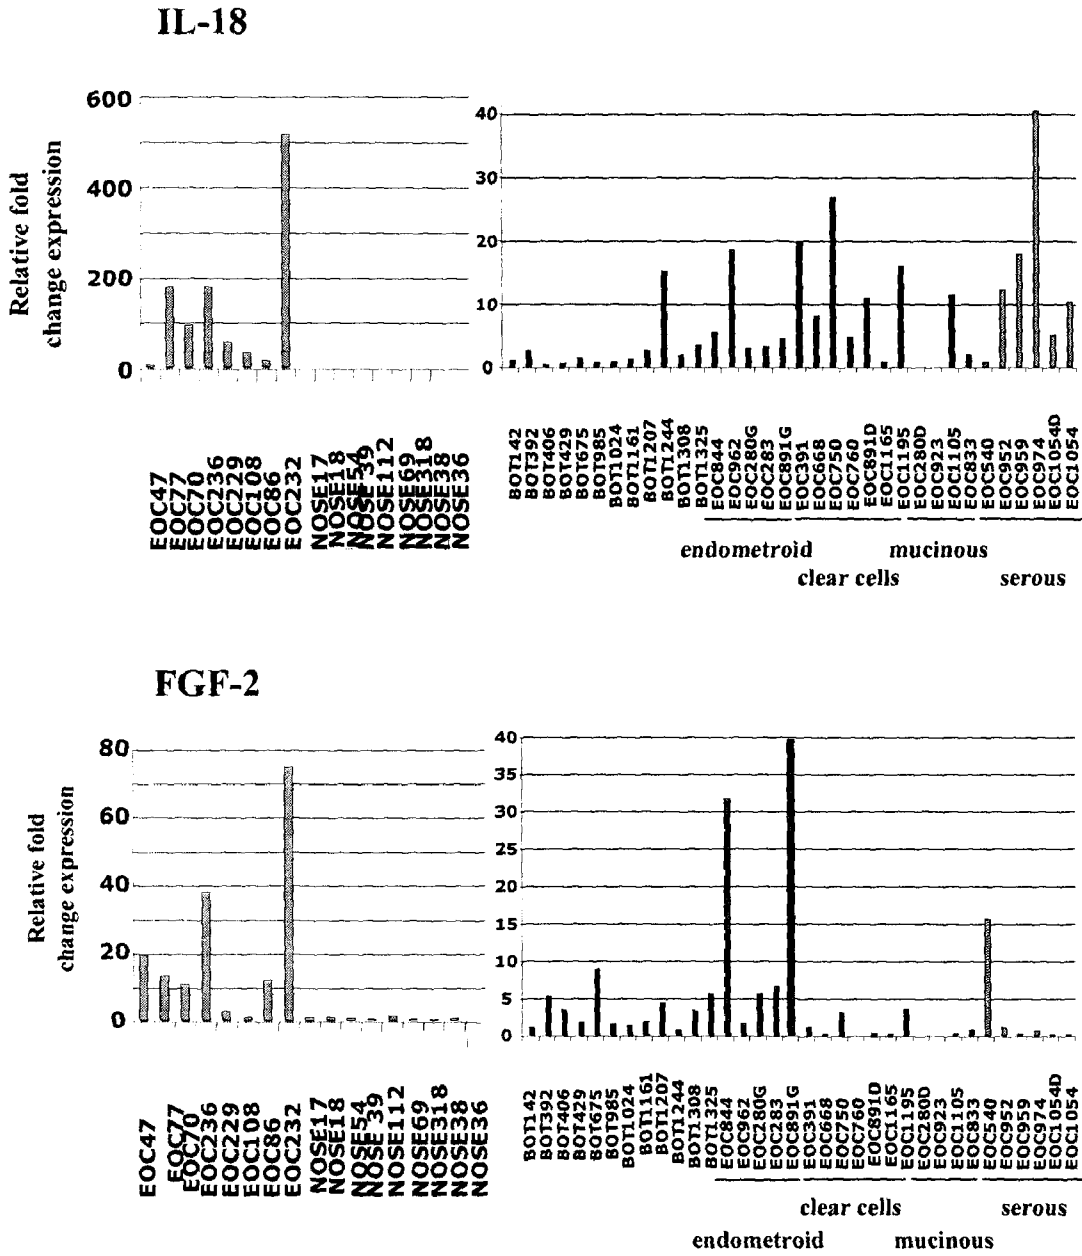 IL-18
Relative fold
change expression
600
400
200
0
40
30
20
10
0
EOC47
EOC77
EOC70
EOC236
EOC229
EOC108
EOC86
EOC232
NOSE17
NOSE18
NOSE54
NOSE 39
NOSE112
NOSE69
NOSE318
NOSE38
NOSE36
BOT142
BOT392
BOT406
BOT429
BOT675
BOT985
BOT1024
BOT1161
BOT1207
BOT1244
BOT1308
BOT1325
EOC844
EOC962
EOC280G
EOC283
EOC891G
EOC391
EOC668
EOC750
EOC760
EOC891D
EOC1165
EOC1195
EOC280D
EOC923
EOC1105
EOC833
EOC540
EOC952
EOC959
EOC974
EOC1054D
EOC1054
endometroid
mucinous
clear cells
serous
FGF-2
Relative fold
change expression
80
60
40
20
0
40
35
30
25
20
15
10
5
0
EOC47
EOC77
EOC70
EOC236
EOC229
EOC108
EOC86
EOC232
NOSE17
NOSE18
NOSE54
NOSE 39
NOSE112
NOSE69
NOSE318
NOSE38
NOSE36
BOT142
BOT392
BOT406
BOT429
BOT675
BOT985
BOT1024
BOT1161
BOT1207
BOT1244
BOT1308
BOT1325
EOC844
EOC962
EOC280G
EOC283
EOC891G
EOC391
EOC668
EOC750
EOC760
EOC891D
EOC1165
EOC1195
EOC280D
EOC923
EOC1105
EOC833
EOC540
EOC952
EOC959
EOC974
EOC1054D
EOC1054
clear cells
serous
endometroid
mucinous